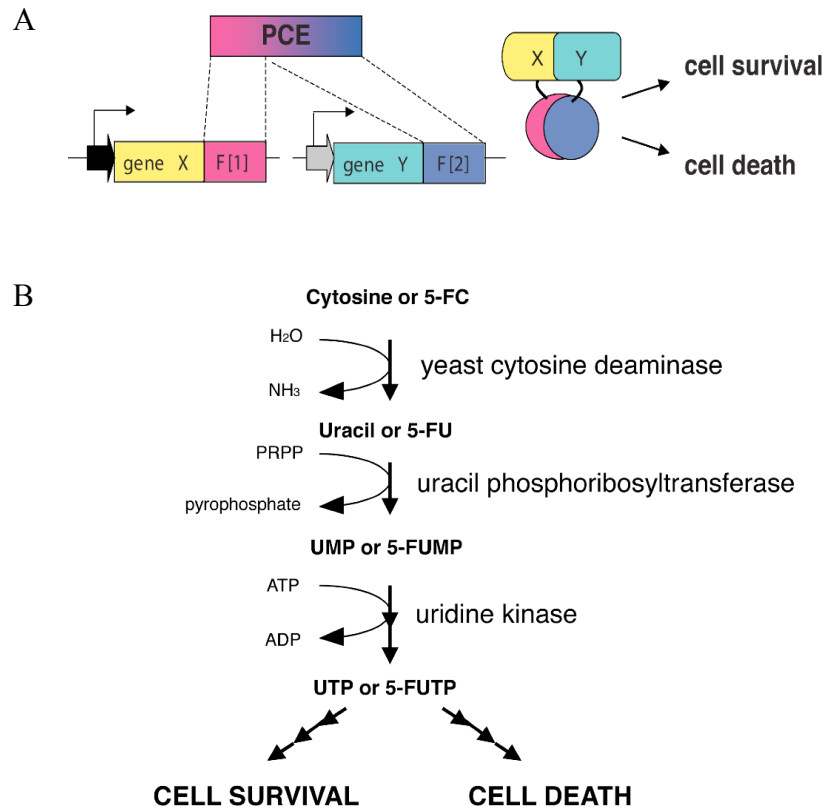 A
PCE
gene X F[1]
gene Y F[2]
X Y
cell survival
cell death
B
Cytosine or 5-FC
H2O
yeast cytosine deaminase
NH3
Uracil or 5-FU
PRPP
uracil phosphoribosyltransferase
pyrophosphate
UMP or 5-FUMP
ATP
uridine kinase
ADP
UTP or 5-FUTP
CELL SURVIVAL
CELL DEATH